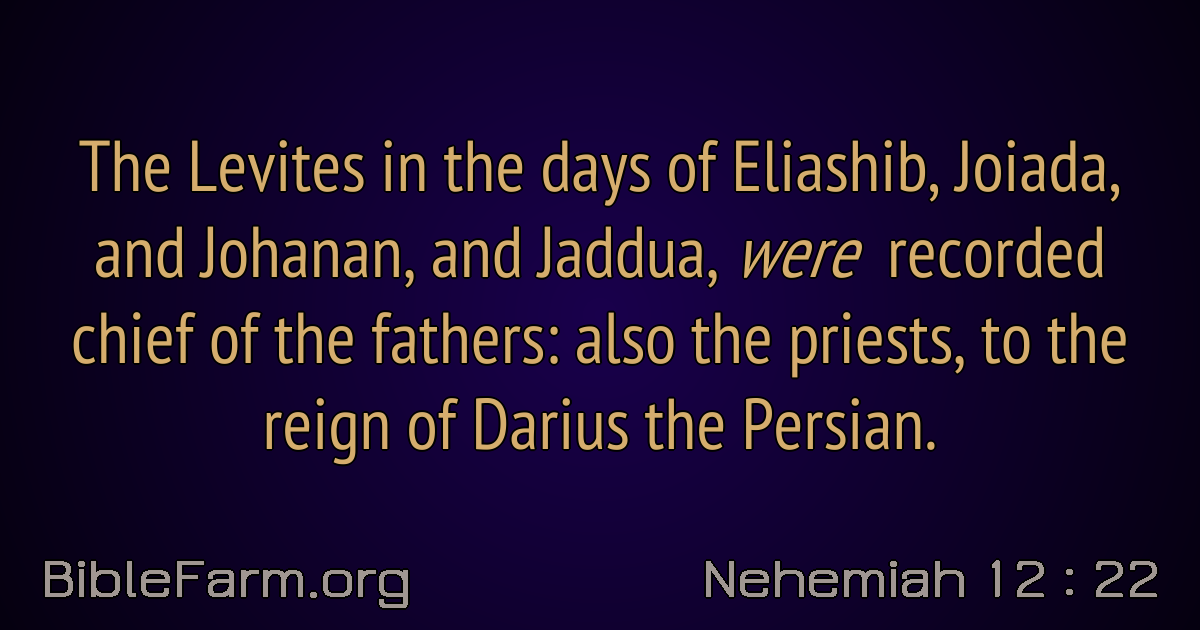 The Levites in the days of Eliashib, Joiada,
and Johanan, and Jaddua, were recorded
chief of the fathers: also the priests, to the
reign of Darius the Persian.
BibleFarm.org
Nehemiah 12 : 22